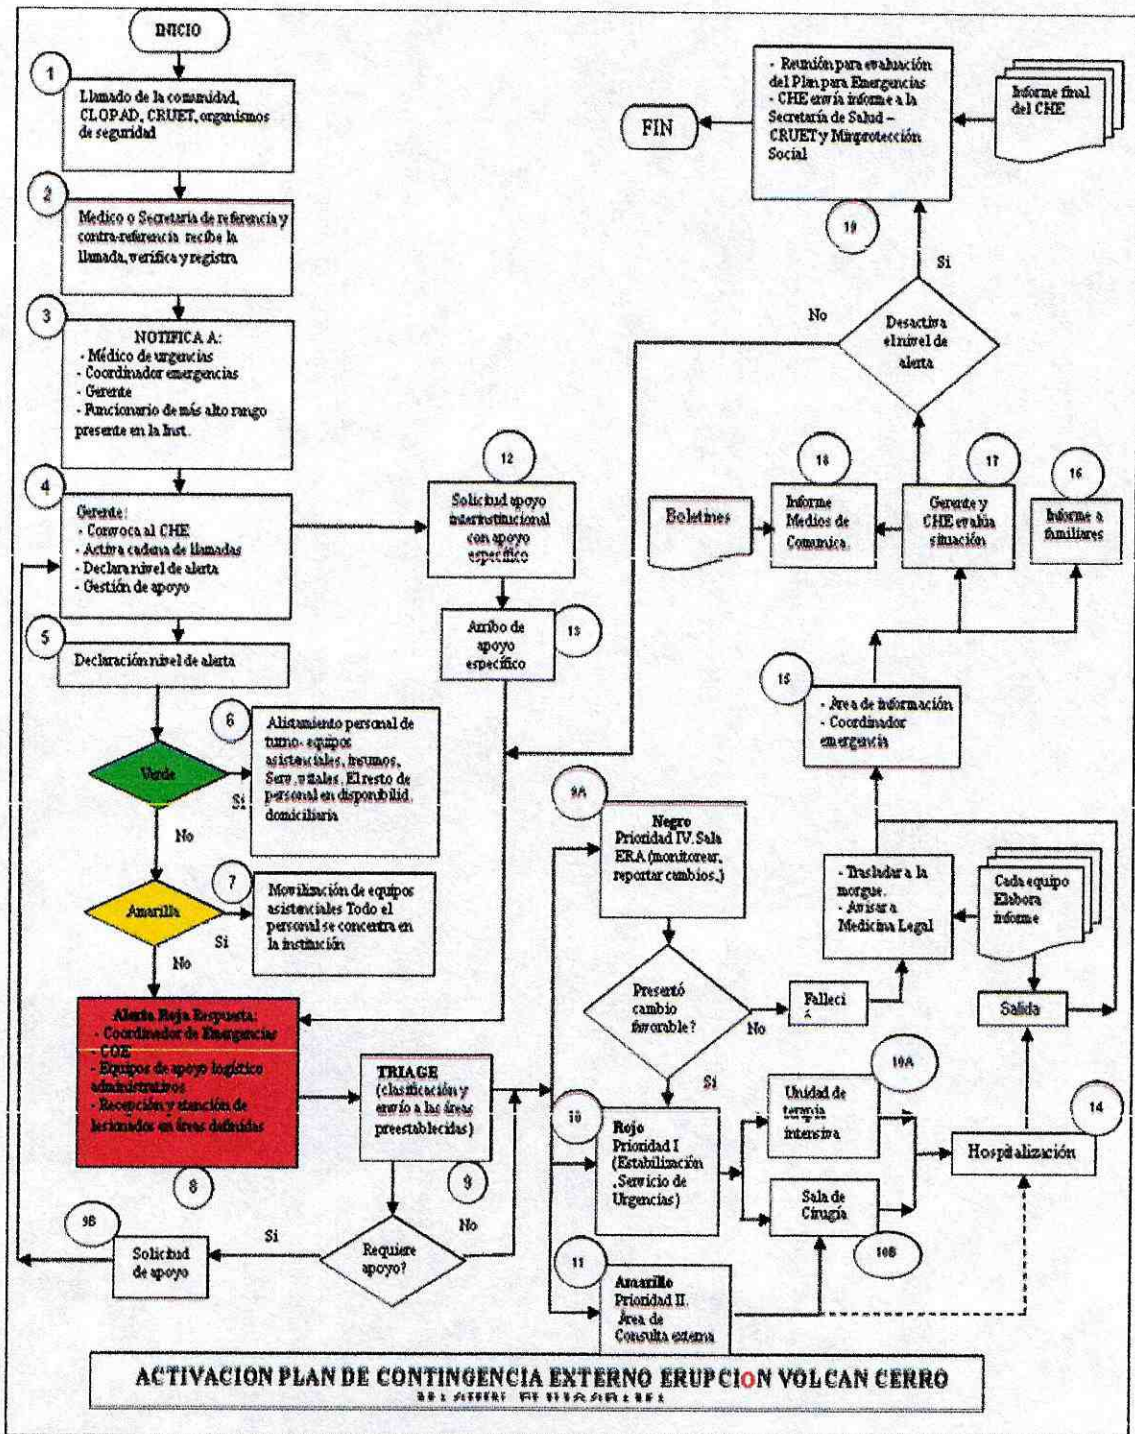 INICIO
1
Llamado de la comunidad,
CLOPAD, CRUET, organismos
de seguridad
2
Medico o Secretaria de referencia y
contra-referencia recibe la
llamada, verifica y registra
3
NOTIFICA A:
- Médico de urgencias
- Coordinador emergencias
- Gerente
- Funcionario de más alto rango
presente en la Inst.
4
Gerente:
- Convoca al CHE
- Activa cadena de llamadas
- Declara nivel de alerta
- Gestión de apoyo
5
Declaración nivel de alerta
Verde
Si
No
6
Alistamiento personal de
turno- equipos
asistenciales, insumos,
Serv. vitales. El resto de
personal en disponibilid.
domiciliaria
Amarilla
Si
No
7
Movilización de equipos
asistenciales Todo el
personal se concentra en
la institución
Alerta Roja Respuesta:
- Coordinador de Emergencias
- COE
- Equipos de apoyo logístico
administrativos
- Recepción y atención de
lesionados en áreas definidas
8
TRIAGE
(clasificación y
envío a las áreas
preestablecidas)
9
Requiere
apoyo?
Si
No
9B
Solicitud
de apoyo
12
Solicitud apoyo
interinstitucional
con apoyo
específico
13
Arribo de
apoyo
específico
9A
Negro
Prioridad IV. Sala
ERA (monitorear,
reportar cambios,)
Presentó
cambio
favorable?
No
Si
Falleci
ó
- Trasladar a la
morgue.
- Avisar a
Medicina Legal
Cada equipo
Elabora
informe
Salida
10
Rojo
Prioridad I
(Estabilización
,Servicio de
Urgencias)
10A
Unidad de
terapia
intensiva
Sala de
Cirugía
10B
11
Amarillo
Prioridad II.
Área de
Consulta externa
14
Hospitalización
15
- Área de información
- Coordinador
emergencia
16
Informe a
familiares
17
Gerente y
CHE evalúa
situación
18
Informe
Medios de
Comunica.
Boletines
Desactiva
el nivel de
alerta
No
Si
19
- Reunión para evaluación
del Plan para Emergencias
- CHE envía informe a la
Secretaría de Salud –
CRUET y Minprotección
Social
Informe final
del CHE
FIN
ACTIVACION PLAN DE CONTINGENCIA EXTERNO ERUPCION VOLCAN CERRO